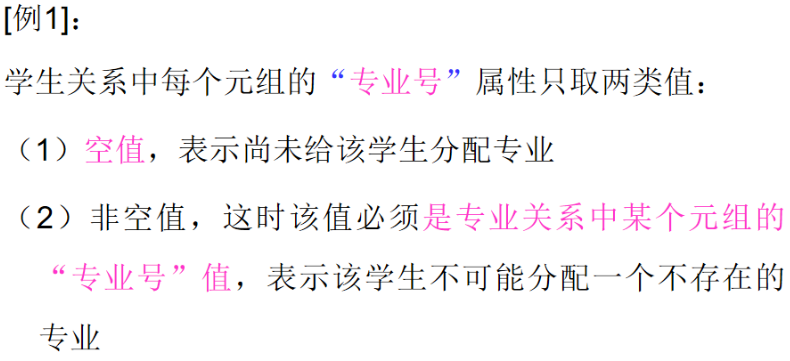 [例1]：
学生关系中每个元组的“专业号”属性只取两类值：
（1）空值，表示尚未给该学生分配专业
（2）非空值，这时该值必须是专业关系中某个元组的
“专业号”值，表示该学生不可能分配一个不存在的
专业